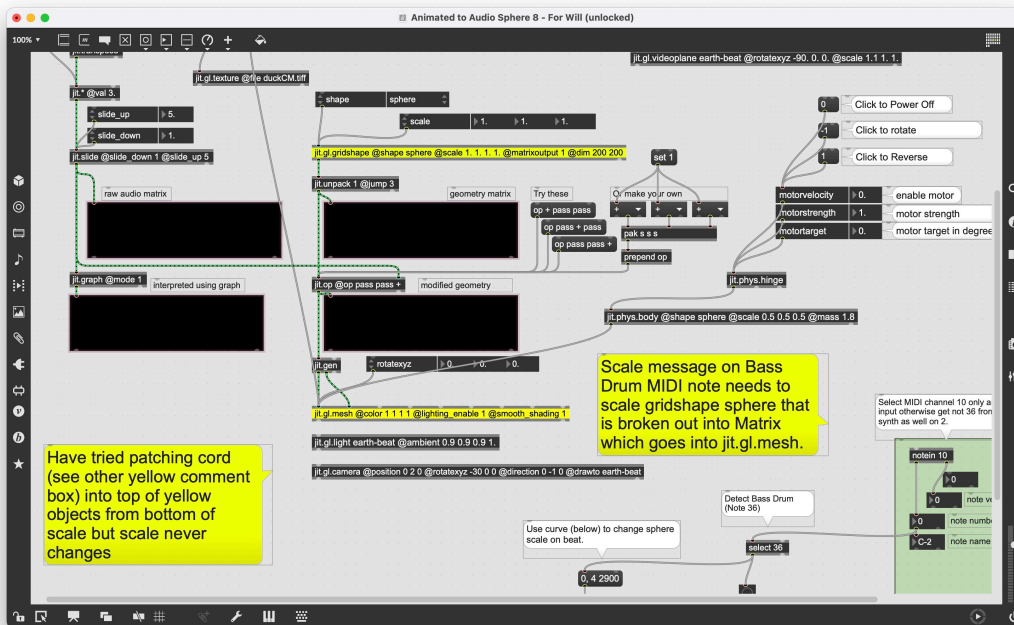 Animated to Audio Sphere 8 - For Will (unlocked)
100%
jit.gl.videoplane earth-beat @rotatexyz -90. 0. 0. @scale 1.1 1. 1.
jit.gl.texture @file duckCM.tiff
jit.* @val 3.
shape sphere
0 Click to Power Off
slide_up 5.
scale 1. 1. 1.
-1 Click to rotate
slide_down 1.
jit.slide @slide_down 1 @slide_up 5
jit.gl.gridshape @shape sphere @scale 1. 1. 1. 1. @matrixoutput 1 @dim 200 200
set 1
1 Click to Reverse
jit.unpack 1 @jump 3
raw audio matrix
geometry matrix
Try these
Or make your own
motorvelocity 0. enable motor
op + pass pass
+ + +
motorstrength 1. motor strength
op pass + pass
pak s s s
motortarget 0. motor target in degree
op pass pass +
prepend op
jit.graph @mode 1
interpreted using graph
jit.op @op pass pass +
modified geometry
jit.phys.hinge
jit.phys.body @shape sphere @scale 0.5 0.5 0.5 @mass 1.8
jit.gen
rotatexyz 0. 0. 0.
Scale message on Bass
Drum MIDI note needs to
scale gridshape sphere that
is broken out into Matrix
which goes into jit.gl.mesh.
jit.gl.mesh @color 1 1 1 1 @lighting_enable 1 @smooth_shading 1
Select MIDI channel 10 only a
input otherwise get not 36 fron
synth as well on 2.
jit.gl.light earth-beat @ambient 0.9 0.9 0.9 1.
jit.gl.camera @position 0 2 0 @rotatexyz -30 0 0 @direction 0 -1 0 @drawto earth-beat
Have tried patching cord
(see other yellow comment
box) into top of yellow
objects from bottom of
scale but scale never
changes
notein 10
0
0 note ve
0 note numbe
C-2 note name
Detect Bass Drum
(Note 36)
Use curve (below) to change sphere
scale on beat.
select 36
0, 4 2900